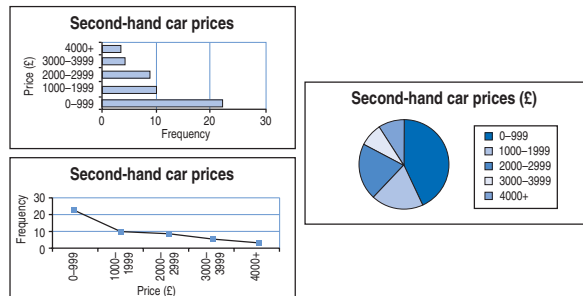 Second-hand car prices
Price (£)
4000+
3000–3999
2000–2999
1000–1999
0–999
0 10 20 30
Frequency
Second-hand car prices
Frequency
30
20
10
0
0–999
1000–
1999
2000–
2999
3000–
3999
4000+
Price (£)
Second-hand car prices (£)
0–999
1000–1999
2000–2999
3000–3999
4000+